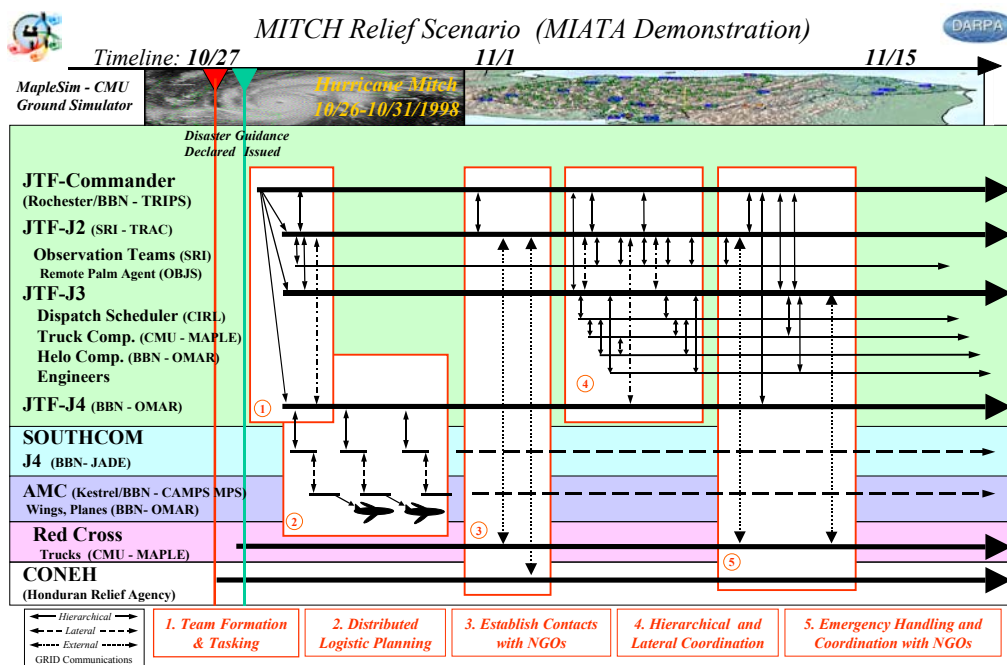 MITCH Relief Scenario (MIATA Demonstration)
DARPA
Timeline: 10/27
11/1
11/15
MapleSim - CMU
Ground Simulator
Hurricane Mitch
10/26-10/31/1998
Disaster Guidance
Declared Issued
JTF-Commander
(Rochester/BBN - TRIPS)
JTF-J2 (SRI - TRAC)
Observation Teams (SRI)
Remote Palm Agent (OBJS)
JTF-J3
Dispatch Scheduler (CIRL)
Truck Comp. (CMU - MAPLE)
Helo Comp. (BBN - OMAR)
Engineers
JTF-J4 (BBN - OMAR)
SOUTHCOM
J4 (BBN- JADE)
AMC (Kestrel/BBN - CAMPS MPS)
Wings, Planes (BBN- OMAR)
Red Cross
Trucks (CMU - MAPLE)
CONEH
(Honduran Relief Agency)
1
2
3
4
5
Hierarchical
Lateral
External
GRID Communications
1. Team Formation
& Tasking
2. Distributed
Logistic Planning
3. Establish Contacts
with NGOs
4. Hierarchical and
Lateral Coordination
5. Emergency Handling and
Coordination with NGOs